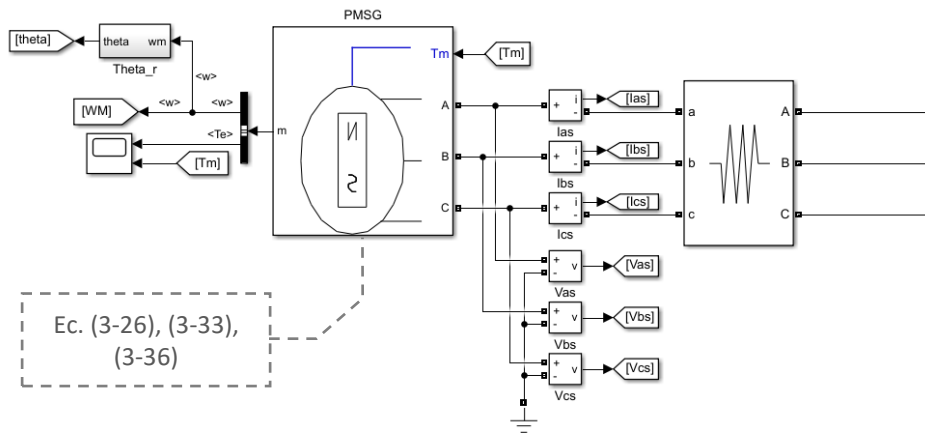 PMSG
[theta]
theta
wm
Theta_r
<w>
[WM]
<w>
<w>
<Te>
[Tm]
m
Tm
[Tm]
A
B
C
N
S
+
-
i
[Ias]
Ias
+
-
i
[Ibs]
Ibs
+
-
i
[Ics]
Ics
a
b
c
A
B
C
+
-
v
[Vas]
Vas
+
-
v
[Vbs]
Vbs
+
-
v
[Vcs]
Vcs
Ec. (3-26), (3-33),
(3-36)